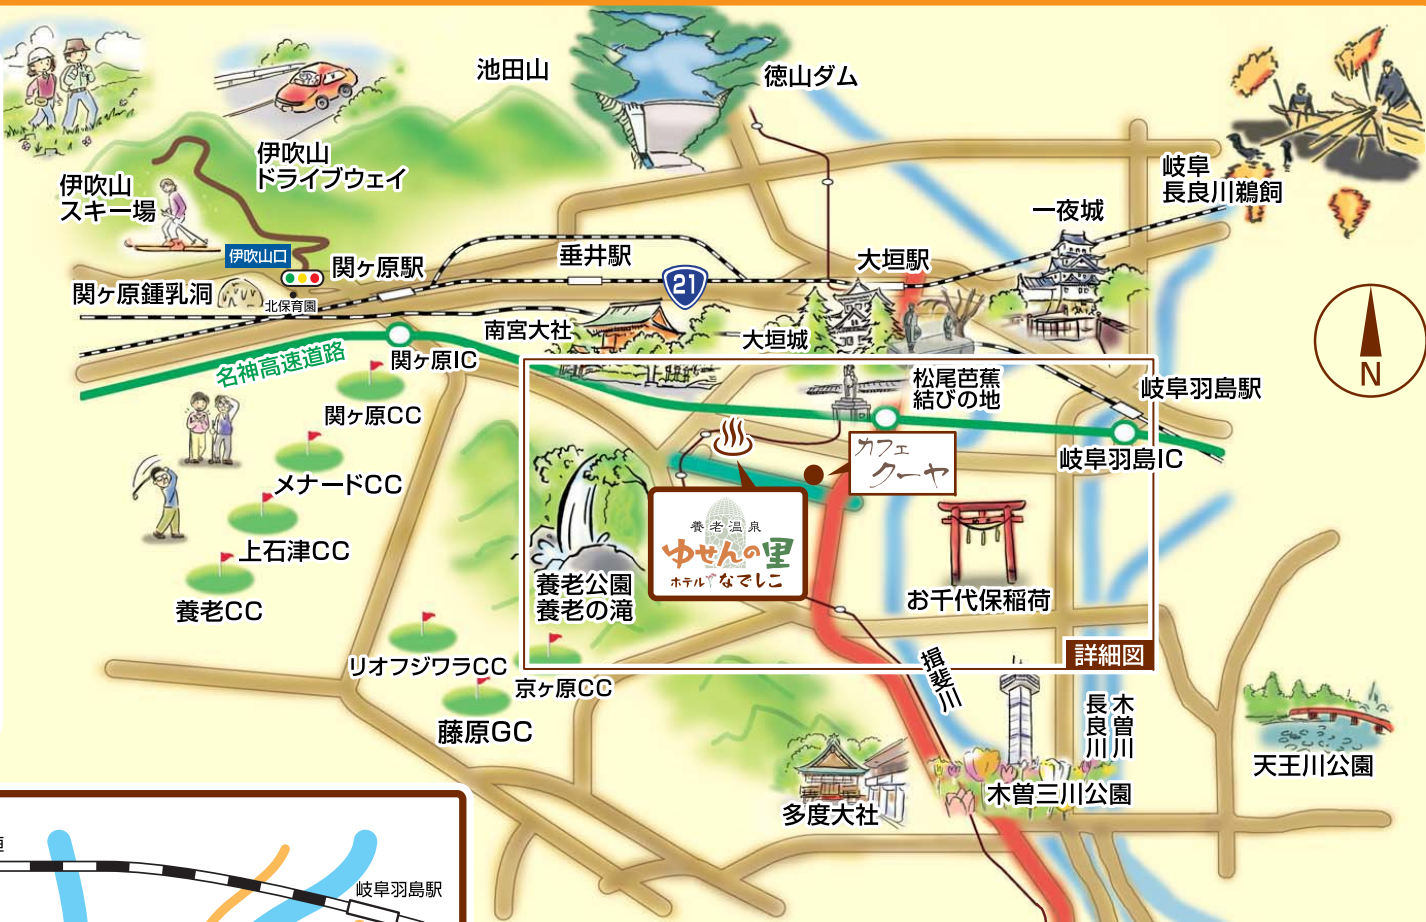 池田山
徳山ダム
伊吹山
ドライブウェイ
伊吹山
スキー場
岐阜
長良川鵜飼
一夜城
伊吹山口
関ヶ原駅
垂井駅
大垣駅
21
関ヶ原鍾乳洞
北保育園
南宮大社
大垣城
名神高速道路
関ヶ原IC
松尾芭蕉
結びの地
岐阜羽島駅
N
関ヶ原CC
カフェ
クーヤ
岐阜羽島IC
メナードCC
上石津CC
養老温泉
ゆせんの里
ホテルなでしこ
養老公園
養老の滝
お千代保稲荷
養老CC
詳細図
リオフジワラCC
京ヶ原CC
揖斐川
藤原GC
長良川
木曽川
天王川公園
木曽三川公園
多度大社
岐阜羽島駅